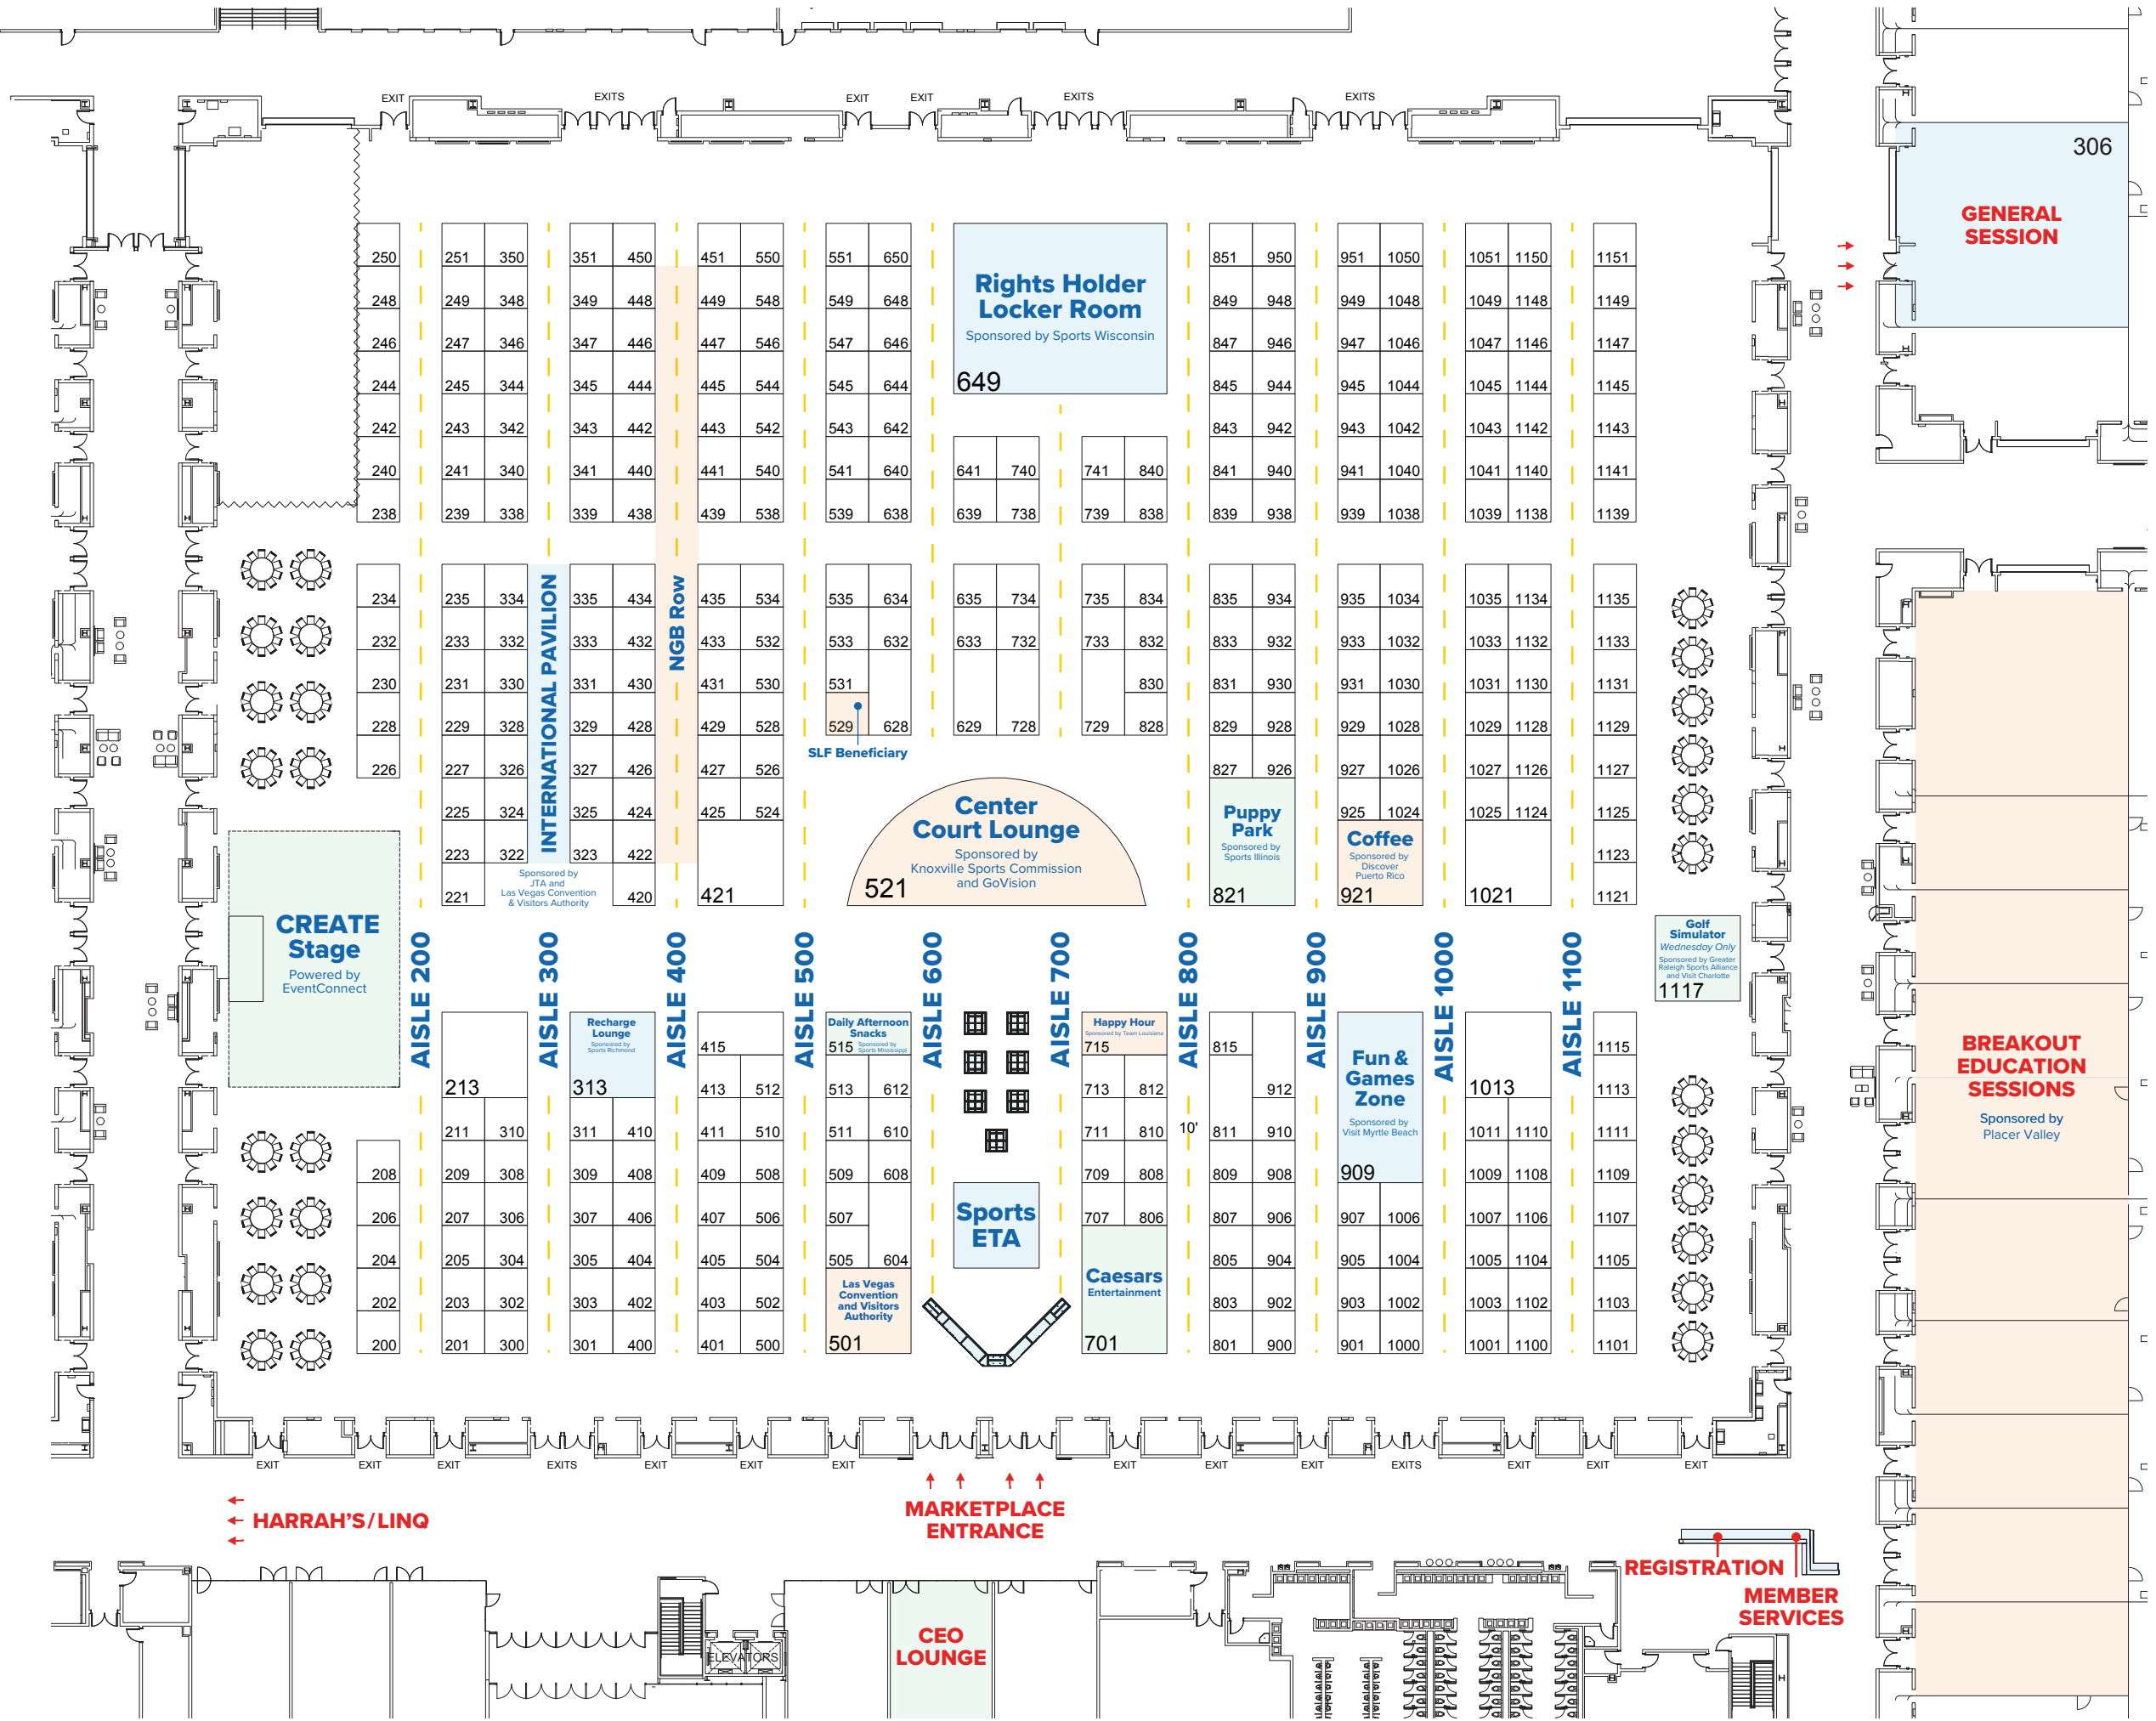 EXIT
EXITS
EXIT
EXIT
EXITS
EXITS
306
GENERAL
SESSION
250 251 350 351 450 451 550 551 650 851 950 951 1050 1051 1150 1151
Rights Holder
Locker Room
Sponsored by Sports Wisconsin
649
248 249 348 349 448 449 548 549 648 849 948 949 1048 1049 1148 1149
246 247 346 347 446 447 546 547 646 847 946 947 1046 1047 1146 1147
244 245 344 345 444 445 544 545 644 845 944 945 1044 1045 1144 1145
242 243 342 343 442 443 542 543 642 843 942 943 1042 1043 1142 1143
240 241 340 341 440 441 540 541 640 641 740 741 840 841 940 941 1040 1041 1140 1141
238 239 338 339 438 439 538 539 638 639 738 739 838 839 938 939 1038 1039 1138 1139
INTERNATIONAL PAVILION
NGB Row
234 235 334 335 434 435 534 535 634 635 734 735 834 835 934 935 1034 1035 1134 1135
232 233 332 333 432 433 532 533 632 633 732 733 832 833 932 933 1032 1033 1132 1133
230 231 330 331 430 431 530 531 830 831 930 931 1030 1031 1130 1131
228 229 328 329 428 429 528 529 628 629 728 729 828 829 928 929 1028 1029 1128 1129
SLF Beneficiary
226 227 326 327 426 427 526 827 926 927 1026 1027 1126 1127
225 324 325 424 425 524 925 1024 1025 1124 1125
223 322 323 422 1123
221 420 421 1021 1121
Sponsored by
JTA and
Las Vegas Convention
& Visitors Authority
Center
Court Lounge
Sponsored by
Knoxville Sports Commission
and GoVision
521
Puppy
Park
Sponsored by
Sports Illinois
821
Coffee
Sponsored by
Discover
Puerto Rico
921
CREATE
Stage
Powered by
EventConnect
AISLE 200
AISLE 300
AISLE 400
AISLE 500
AISLE 600
AISLE 700
AISLE 800
AISLE 900
AISLE 1000
AISLE 1100
Golf
Simulator
Wednesday Only
Sponsored by Greater
Raleigh Sports Alliance
and Visit Charlotte
1117
Recharge
Lounge
Sponsored by
Sports Richmond
313
Daily Afternoon
Snacks
515 Sponsored by
Sports Mississippi
Happy Hour
Sponsored by Team Louisiana
715
Fun &
Games
Zone
Sponsored by
Visit Myrtle Beach
909
BREAKOUT
EDUCATION
SESSIONS
Sponsored by
Placer Valley
415 815 1115
213 413 512 513 612 713 812 912 1013 1113
211 310 311 410 411 510 511 610 711 810 10' 811 910 1011 1110 1111
208 209 308 309 408 409 508 509 608 709 808 809 908 1009 1108 1109
206 207 306 307 406 407 506 507 707 806 807 906 907 1006 1007 1106 1107
204 205 304 305 404 405 504 505 604 805 904 905 1004 1005 1104 1105
202 203 302 303 402 403 502 803 902 903 1002 1003 1102 1103
200 201 300 301 400 401 500 801 900 901 1000 1001 1100 1101
Sports
ETA
Las Vegas
Convention
and Visitors
Authority
501
Caesars
Entertainment
701
EXIT
EXIT
EXIT
EXITS
EXIT
EXIT
EXIT
EXIT
EXIT
EXIT
EXITS
EXIT
EXIT
EXIT
HARRAH'S/LINQ
MARKETPLACE
ENTRANCE
REGISTRATION
MEMBER
SERVICES
CEO
LOUNGE
ELEVATORS